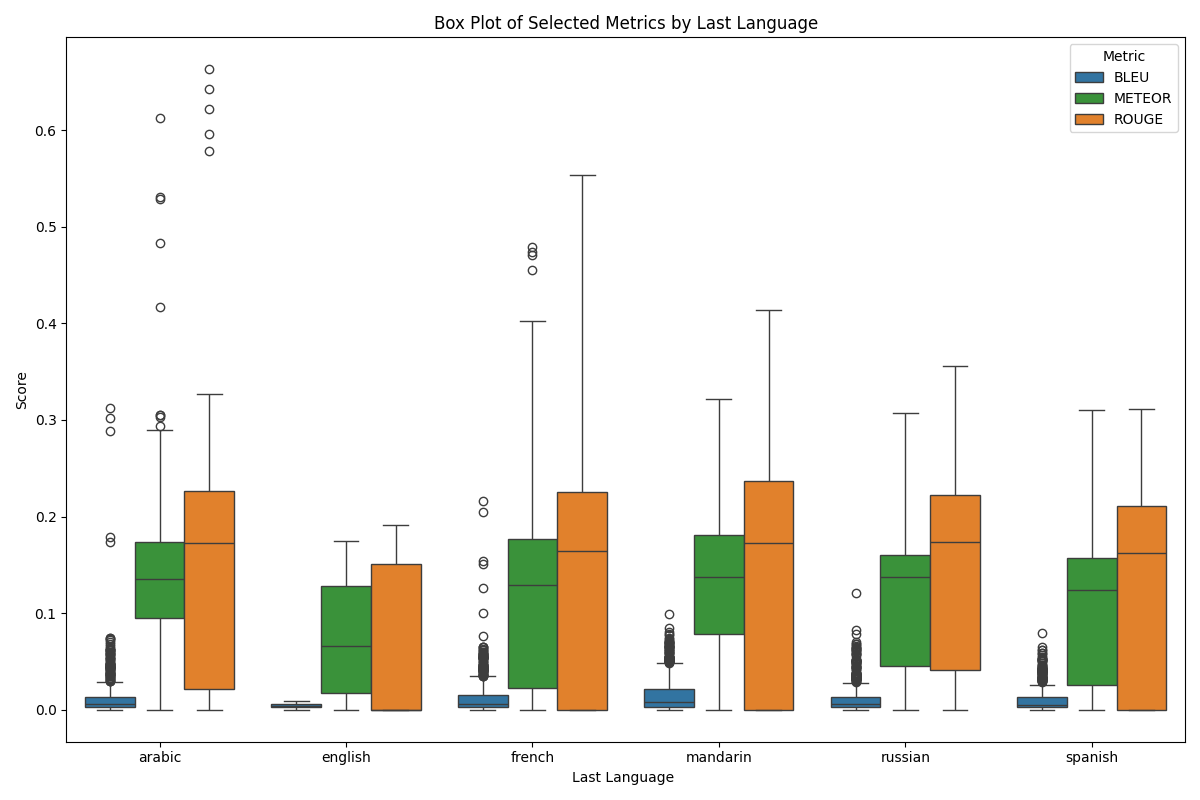 Box Plot of Selected Metrics by Last Language
Metric
BLEU
METEOR
ROUGE
Score
0.6
0.5
0.4
0.3
0.2
0.1
0.0
arabic english french mandarin russian spanish
Last Language